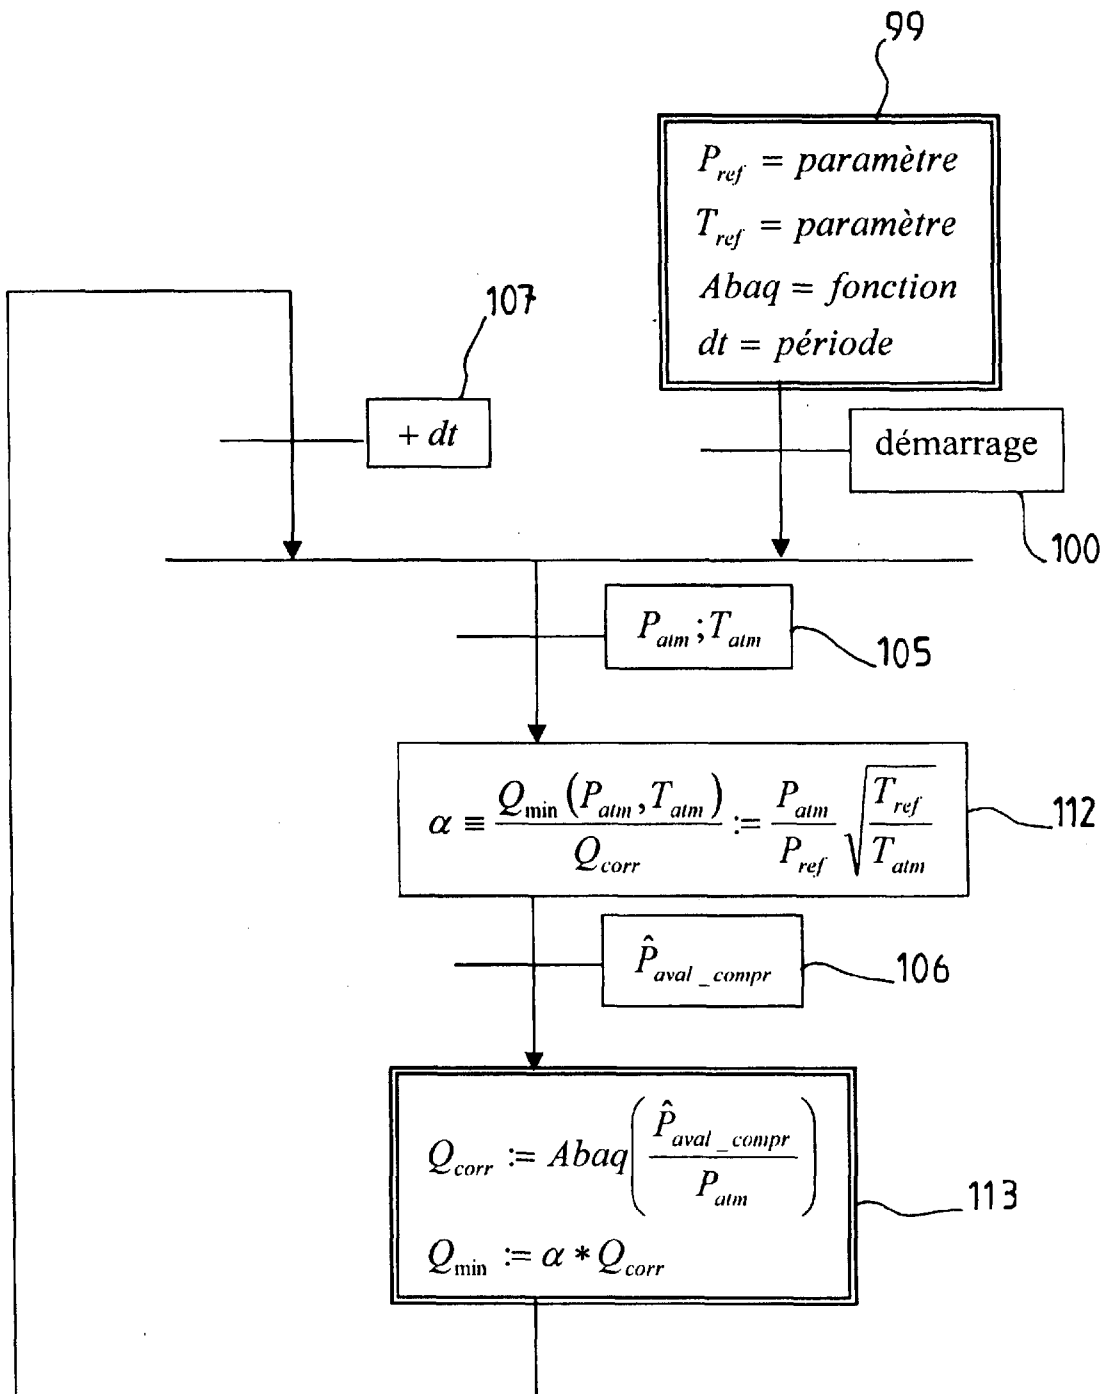 99
P_ref = paramètre
T_ref = paramètre
Abaq = fonction
dt = période
107
+ dt
démarrage
100
P_atm ; T_atm
105
α ≡ Q_min (P_atm, T_atm) / Q_corr := P_atm / P_ref √(T_ref / T_atm)
112
P̂_aval_compr
106
Q_corr := Abaq( P̂_aval_compr / P_atm )
Q_min := α * Q_corr
113